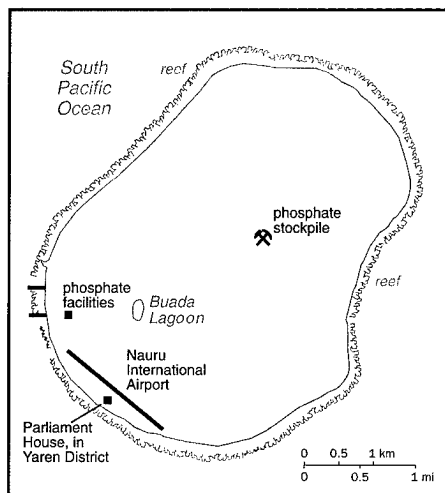 South
Pacific
Ocean
reef
phosphate
stockpile
reef
phosphate
facilities
Buada
Lagoon
Nauru
International
Airport
Parliament
House, in
Yaren District
0 0.5 1 km
0 0.5 1 mi